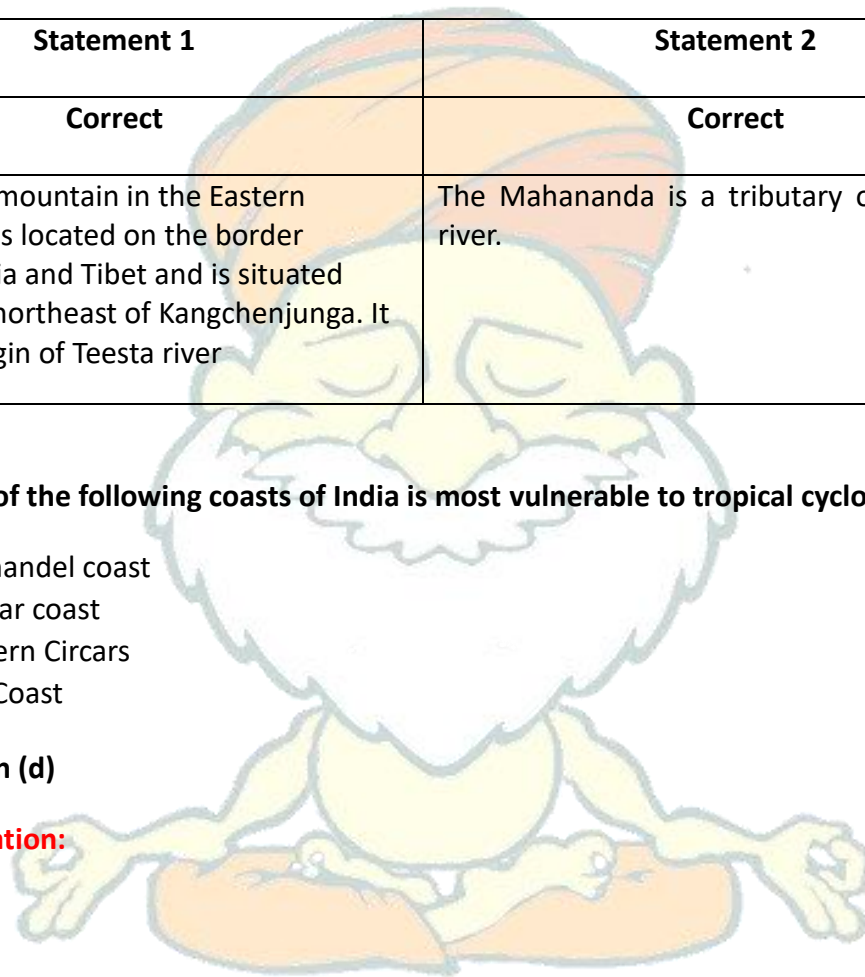 Statement 1
Statement 2
Correct
Correct
mountain in the Eastern
s located on the border
ia and Tibet and is situated
northeast of Kangchenjunga. It
gin of Teesta river
The Mahananda is a tributary
river.
of the following coasts of India is most vulnerable to tropical cyclo
andel coast
ar coast
ern Circars
Coast
n (d)
ation: